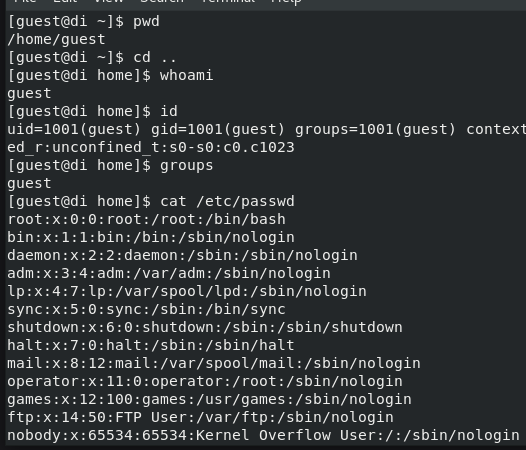 [guest@di ~]$ pwd
/home/guest
[guest@di ~]$ cd ..
[guest@di home]$ whoami
guest
[guest@di home]$ id
uid=1001(guest) gid=1001(guest) groups=1001(guest) context
ed_r:unconfined_t:s0-s0:c0.c1023
[guest@di home]$ groups
guest
[guest@di home]$ cat /etc/passwd
root:x:0:0:root:/root:/bin/bash
bin:x:1:1:bin:/bin:/sbin/nologin
daemon:x:2:2:daemon:/sbin:/sbin/nologin
adm:x:3:4:adm:/var/adm:/sbin/nologin
lp:x:4:7:lp:/var/spool/lpd:/sbin/nologin
sync:x:5:0:sync:/sbin:/bin/sync
shutdown:x:6:0:shutdown:/sbin:/sbin/shutdown
halt:x:7:0:halt:/sbin:/sbin/halt
mail:x:8:12:mail:/var/spool/mail:/sbin/nologin
operator:x:11:0:operator:/root:/sbin/nologin
games:x:12:100:games:/usr/games:/sbin/nologin
ftp:x:14:50:FTP User:/var/ftp:/sbin/nologin
nobody:x:65534:65534:Kernel Overflow User:/:/sbin/nologin